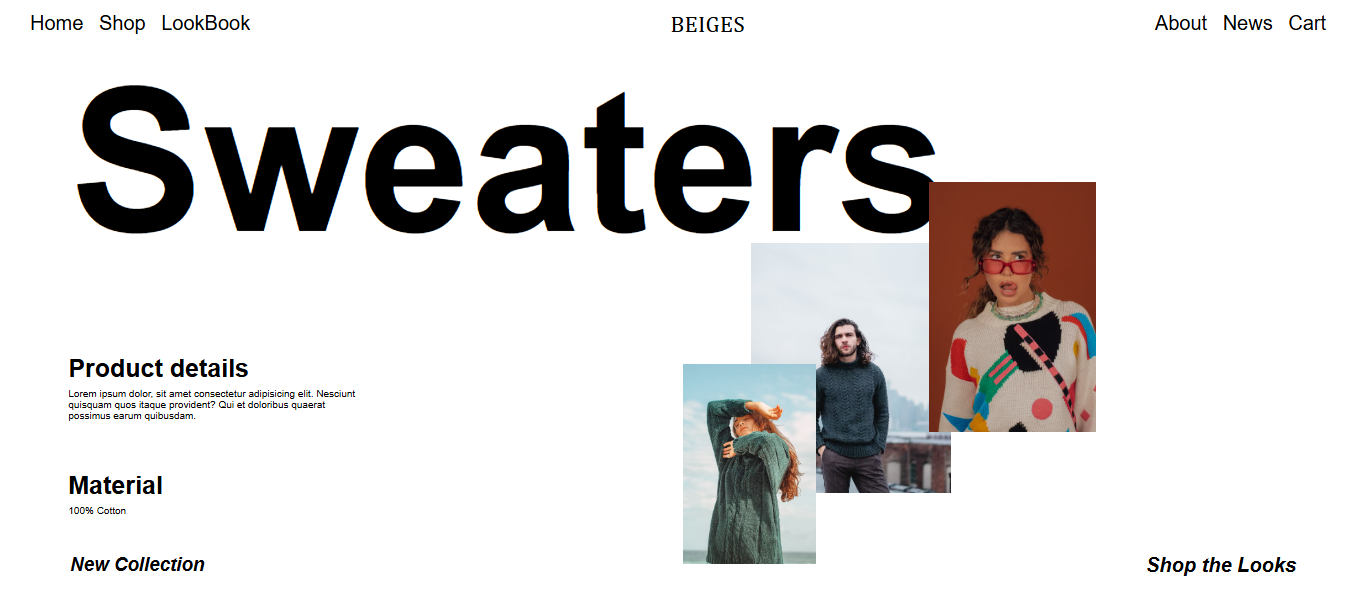 Home Shop LookBook
BEIGES
About News Cart
Sweaters
Product details
Lorem ipsum dolor, sit amet consectetur adipisicing elit. Nesciunt
quisquam quos itaque provident? Qui et doloribus quaerat
possimus earum quibusdam.
Material
100% Cotton
New Collection
Shop the Looks